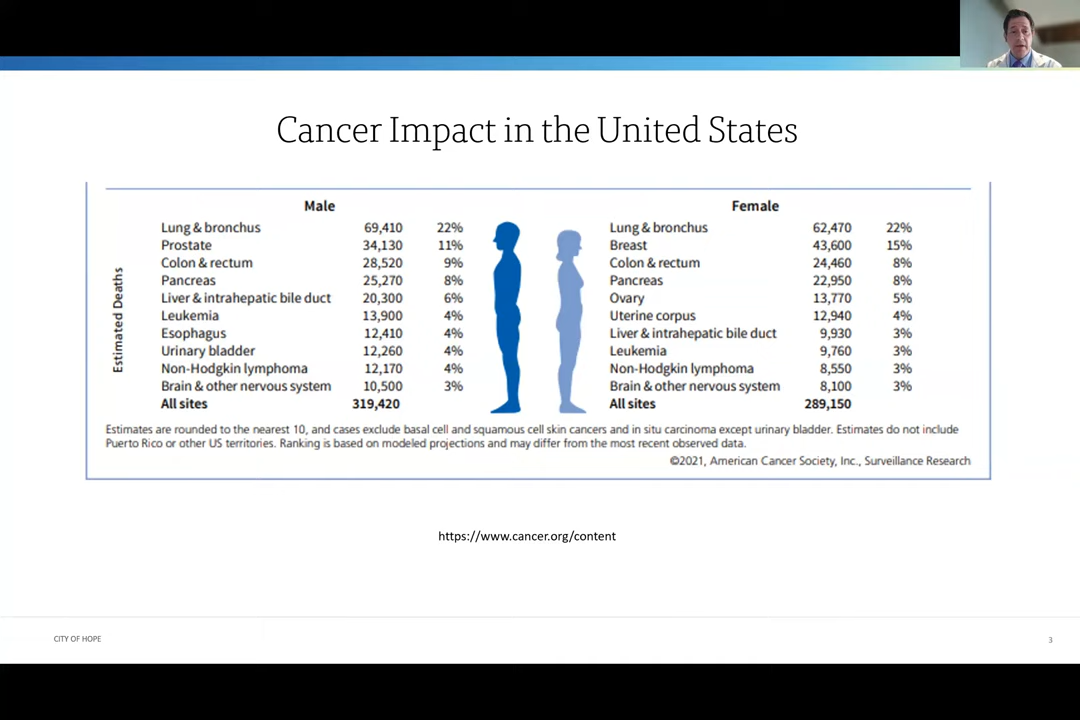 Cancer Impact in the United States
Male
Female
Estimated Deaths
Lung & bronchus 69,410 22%
Prostate 34,130 11%
Colon & rectum 28,520 9%
Pancreas 25,270 8%
Liver & intrahepatic bile duct 20,300 6%
Leukemia 13,900 4%
Esophagus 12,410 4%
Urinary bladder 12,260 4%
Non-Hodgkin lymphoma 12,170 4%
Brain & other nervous system 10,500 3%
All sites 319,420
Lung & bronchus 62,470 22%
Breast 43,600 15%
Colon & rectum 24,460 8%
Pancreas 22,950 8%
Ovary 13,770 5%
Uterine corpus 12,940 4%
Liver & intrahepatic bile duct 9,930 3%
Leukemia 9,760 3%
Non-Hodgkin lymphoma 8,550 3%
Brain & other nervous system 8,100 3%
All sites 289,150
Estimates are rounded to the nearest 10, and cases exclude basal cell and squamous cell skin cancers and in situ carcinoma except urinary bladder. Estimates do not include
Puerto Rico or other US territories. Ranking is based on modeled projections and may differ from the most recent observed data.
©2021, American Cancer Society, Inc., Surveillance Research
https://www.cancer.org/content
CITY OF HOPE
3